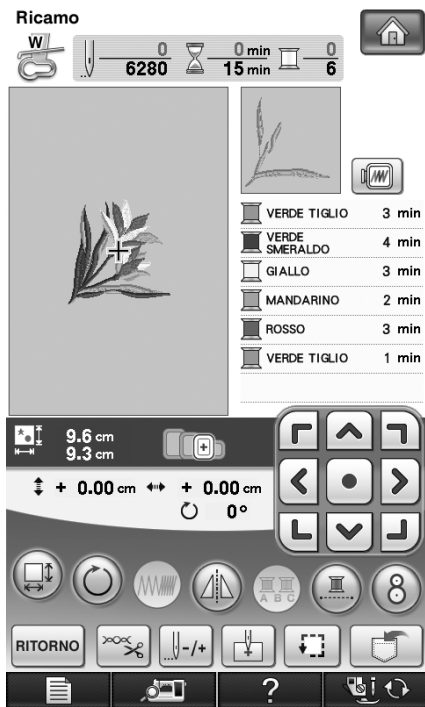 Ricamo
W
0 0 min 0
6280 15 min 6
VERDE TIGLIO 3 min
VERDE SMERALDO 4 min
GIALLO 3 min
MANDARINO 2 min
ROSSO 3 min
VERDE TIGLIO 1 min
9.6 cm
9.3 cm
+ 0.00 cm + 0.00 cm
0°
A B C
8
RITORNO -/+
?